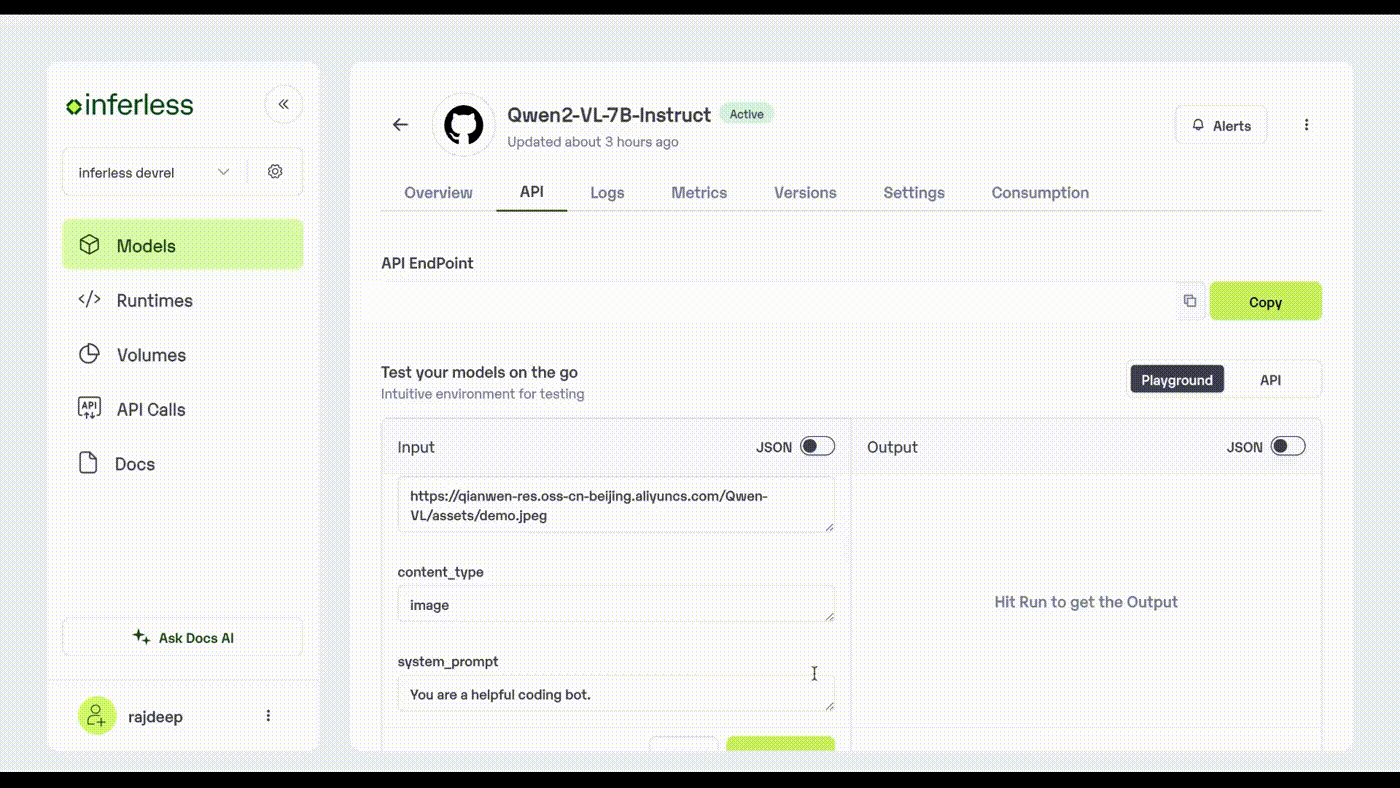 inferless
inferless devrel
Models
Runtimes
Volumes
API
API Calls
Docs
Ask Docs AI
rajdeep
Qwen2-VL-7B-Instruct
Active
Updated about 3 hours ago
Alerts
Overview
API
Logs
Metrics
Versions
Settings
Consumption
API EndPoint
Copy
Test your models on the go
Intuitive environment for testing
Playground
API
Input
JSON
https://qianwen-res.oss-cn-beijing.aliyuncs.com/Qwen-
VL/assets/demo.jpeg
content_type
image
system_prompt
You are a helpful coding bot.
Output
JSON
Hit Run to get the Output